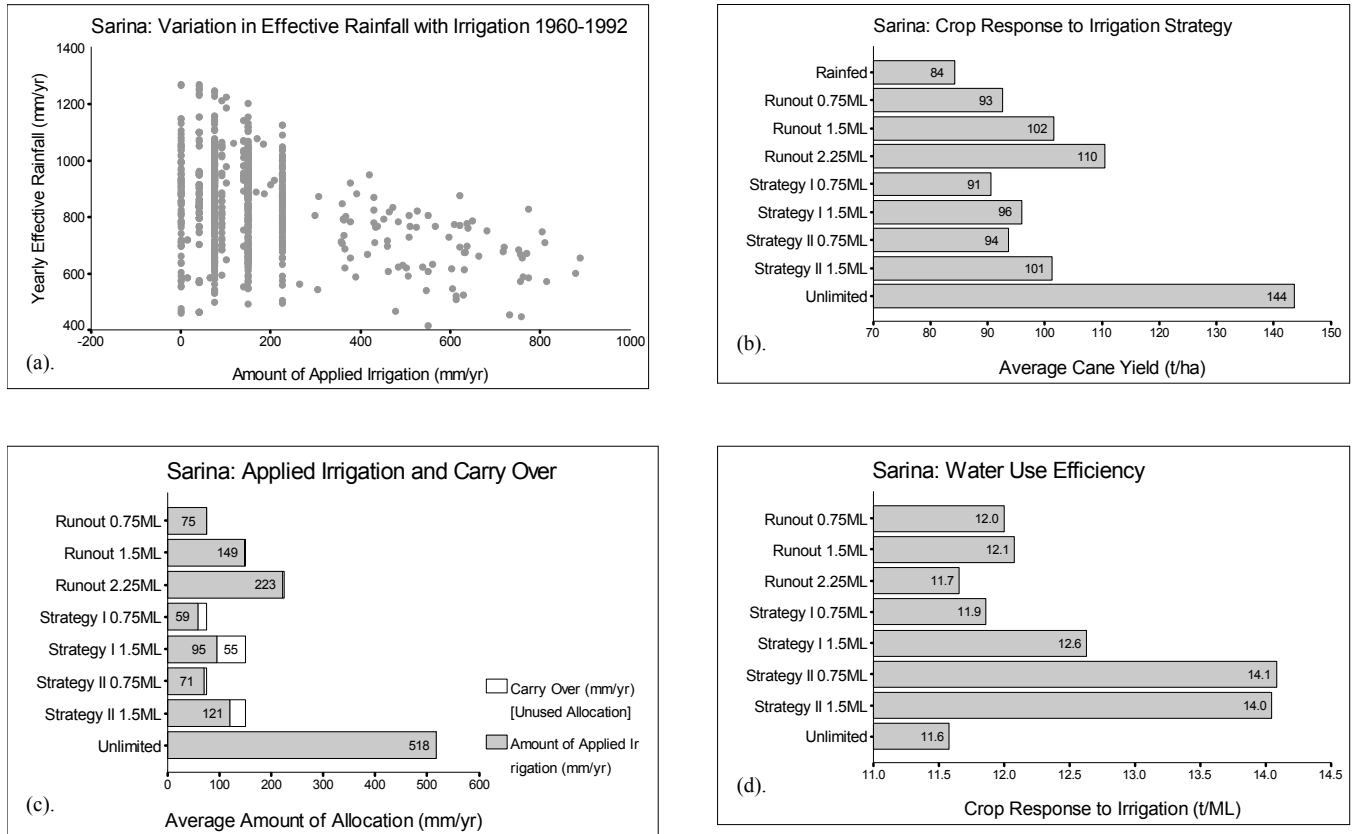 Sarina: Variation in Effective Rainfall with Irrigation 1960-1992
Yearly Effective Rainfall (mm/yr)
1400
1200
1000
800
600
400
-200 0 200 400 600 800 1000
(a).
Amount of Applied Irrigation (mm/yr)
Sarina: Crop Response to Irrigation Strategy
Rainfed 84
Runout 0.75ML 93
Runout 1.5ML 102
Runout 2.25ML 110
Strategy I 0.75ML 91
Strategy I 1.5ML 96
Strategy II 0.75ML 94
Strategy II 1.5ML 101
Unlimited 144
70 80 90 100 110 120 130 140 150
(b).
Average Cane Yield (t/ha)
Sarina: Applied Irrigation and Carry Over
Runout 0.75ML 75
Runout 1.5ML 149
Runout 2.25ML 223
Strategy I 0.75ML 59
Strategy I 1.5ML 95 55
Strategy II 0.75ML 71
Strategy II 1.5ML 121
Unlimited 518
Carry Over (mm/yr)
[Unused Allocation]
Amount of Applied Ir
rigation (mm/yr)
0 100 200 300 400 500 600
(c).
Average Amount of Allocation (mm/yr)
Sarina: Water Use Efficiency
Runout 0.75ML 12.0
Runout 1.5ML 12.1
Runout 2.25ML 11.7
Strategy I 0.75ML 11.9
Strategy I 1.5ML 12.6
Strategy II 0.75ML 14.1
Strategy II 1.5ML 14.0
Unlimited 11.6
11.0 11.5 12.0 12.5 13.0 13.5 14.0 14.5
(d).
Crop Response to Irrigation (t/ML)